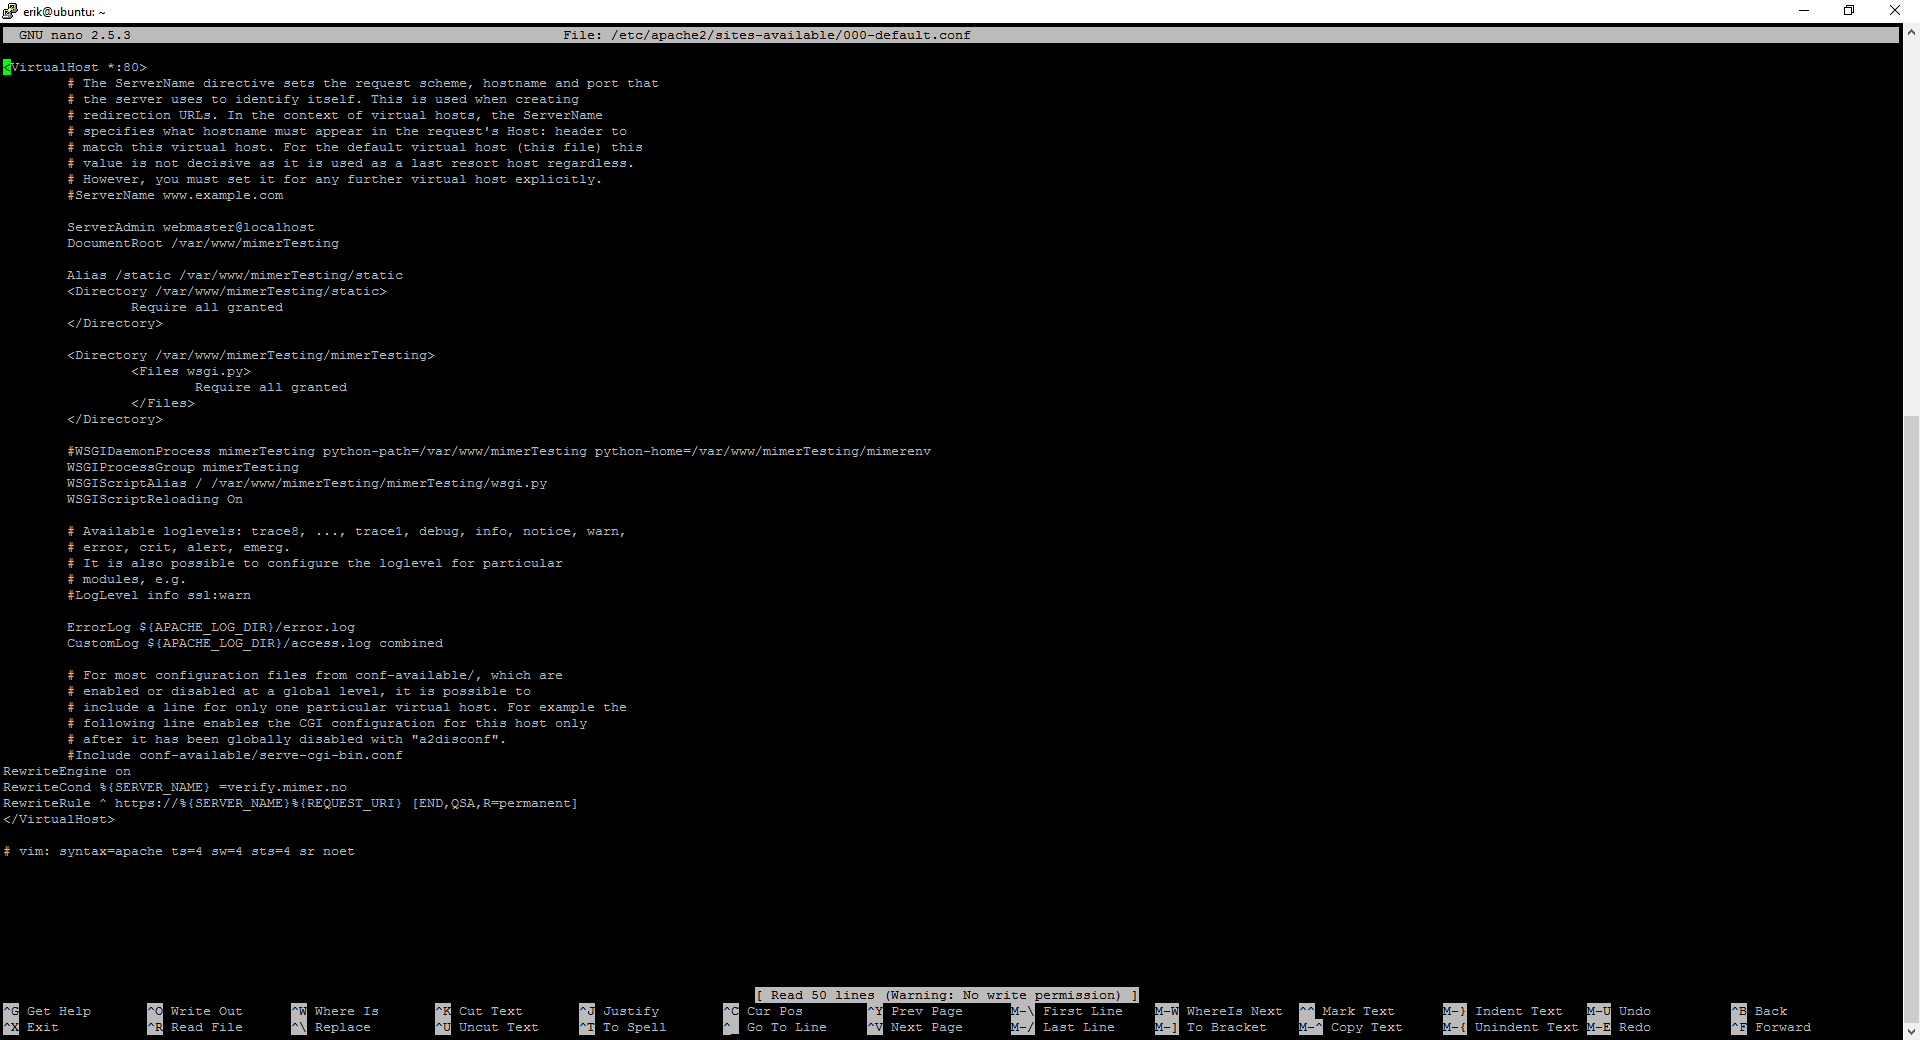 erik@ubuntu: ~
GNU nano 2.5.3 File: /etc/apache2/sites-available/000-default.conf
<VirtualHost *:80>
# The ServerName directive sets the request scheme, hostname and port that
# the server uses to identify itself. This is used when creating
# redirection URLs. In the context of virtual hosts, the ServerName
# specifies what hostname must appear in the request's Host: header to
# match this virtual host. For the default virtual host (this file) this
# value is not decisive as it is used as a last resort host regardless.
# However, you must set it for any further virtual host explicitly.
#ServerName www.example.com
ServerAdmin webmaster@localhost
DocumentRoot /var/www/mimerTesting
Alias /static /var/www/mimerTesting/static
<Directory /var/www/mimerTesting/static>
Require all granted
</Directory>
<Directory /var/www/mimerTesting/mimerTesting>
<Files wsgi.py>
Require all granted
</Files>
</Directory>
#WSGIDaemonProcess mimerTesting python-path=/var/www/mimerTesting python-home=/var/www/mimerTesting/mimerenv
WSGIProcessGroup mimerTesting
WSGIScriptAlias / /var/www/mimerTesting/mimerTesting/wsgi.py
WSGIScriptReloading On
# Available loglevels: trace8, ..., trace1, debug, info, notice, warn,
# error, crit, alert, emerg.
# It is also possible to configure the loglevel for particular
# modules, e.g.
#LogLevel info ssl:warn
ErrorLog ${APACHE_LOG_DIR}/error.log
CustomLog ${APACHE_LOG_DIR}/access.log combined
# For most configuration files from conf-available/, which are
# enabled or disabled at a global level, it is possible to
# include a line for only one particular virtual host. For example the
# following line enables the CGI configuration for this host only
# after it has been globally disabled with "a2disconf".
#Include conf-available/serve-cgi-bin.conf
RewriteEngine on
RewriteCond %{SERVER_NAME} =verify.mimer.no
RewriteRule ^ https://%{SERVER_NAME}%{REQUEST_URI} [END,QSA,R=permanent]
</VirtualHost>
# vim: syntax=apache ts=4 sw=4 sts=4 sr noet
[ Read 50 lines (Warning: No write permission) ]
^G Get Help ^O Write Out ^W Where Is ^K Cut Text ^J Justify ^C Cur Pos ^Y Prev Page M-\ First Line M-W WhereIs Next ^^ Mark Text M-} Indent Text M-U Undo ^B Back
^X Exit ^R Read File ^\ Replace ^U Uncut Text ^T To Spell ^_ Go To Line ^V Next Page M-/ Last Line M-] To Bracket M-^ Copy Text M-{ Unindent Text M-E Redo ^F Forward